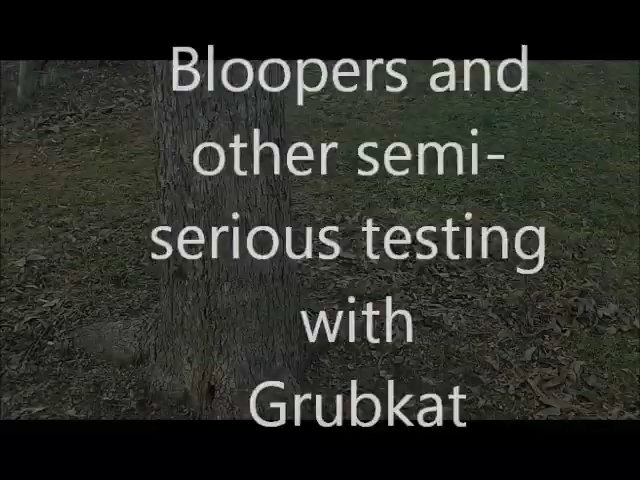 Bloopers and
other semi-
serious testing
with
Grubkat